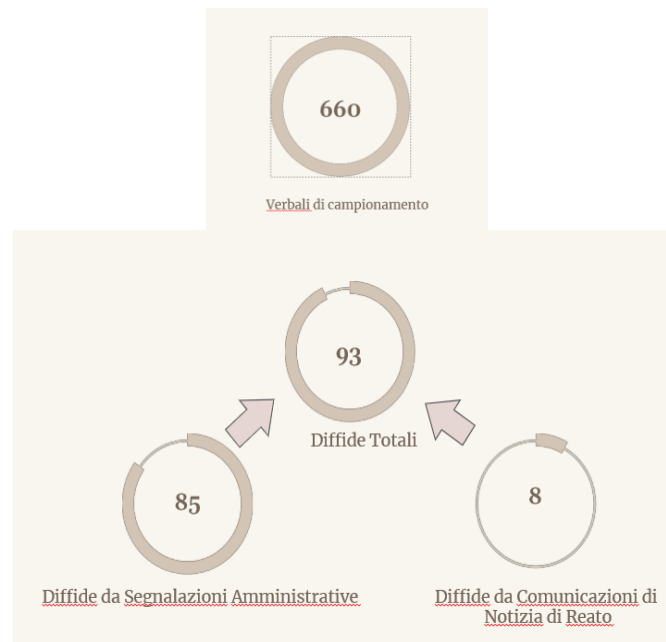 660
Verbali di campionamento
93
Diffide Totali
85
8
Diffide da Segnalazioni Amministrative
Diffide da Comunicazioni di
Notizia di Reato